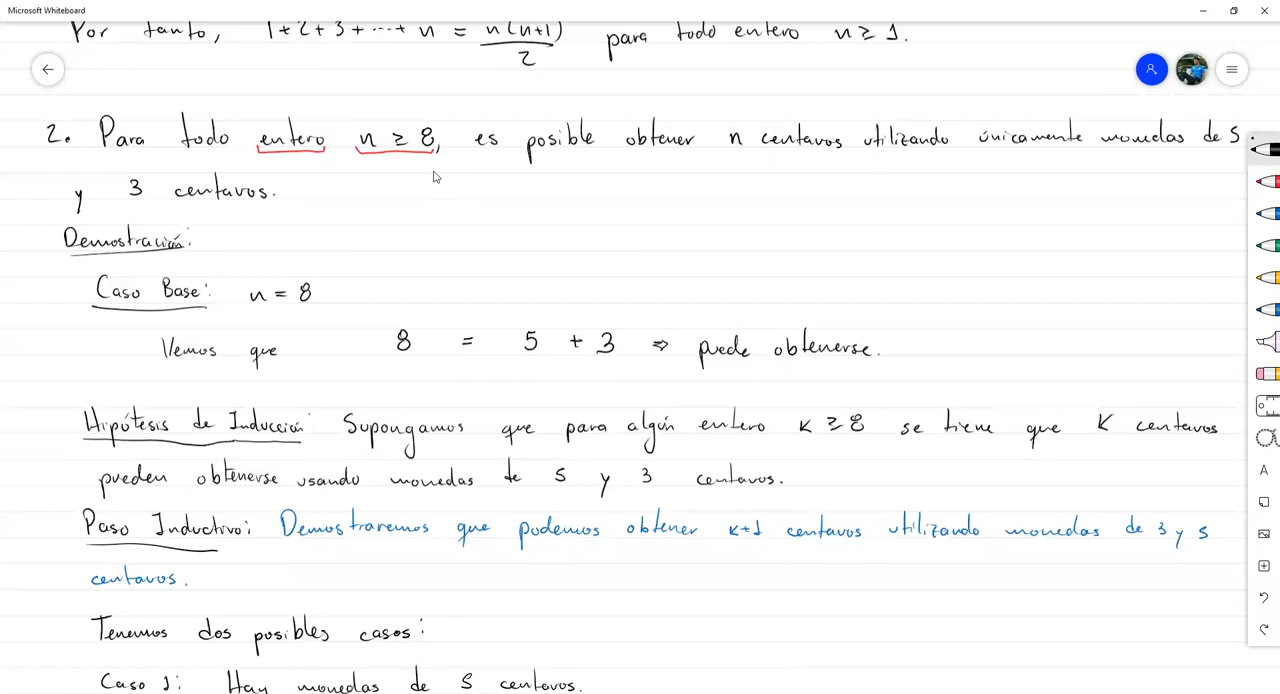 Microsoft Whiteboard
Por tanto, 1+2+3+⋯+ n = n(n+1)/2 para todo entero n ≥ 1.
2. Para todo entero n ≥ 8, es posible obtener n centavos utilizando únicamente monedas de 5
y 3 centavos.
Demostración:
Caso Base: n = 8
Vemos que 8 = 5 + 3 ⇒ puede obtenerse.
Hipótesis de Inducción: Supongamos que para algún entero k ≥ 8 se tiene que k centavos
pueden obtenerse usando monedas de 5 y 3 centavos.
Paso Inductivo: Demostraremos que podemos obtener k+1 centavos utilizando monedas de 3 y 5
centavos.
Tenemos dos posibles casos:
Caso 1: Hay monedas de 5 centavos.